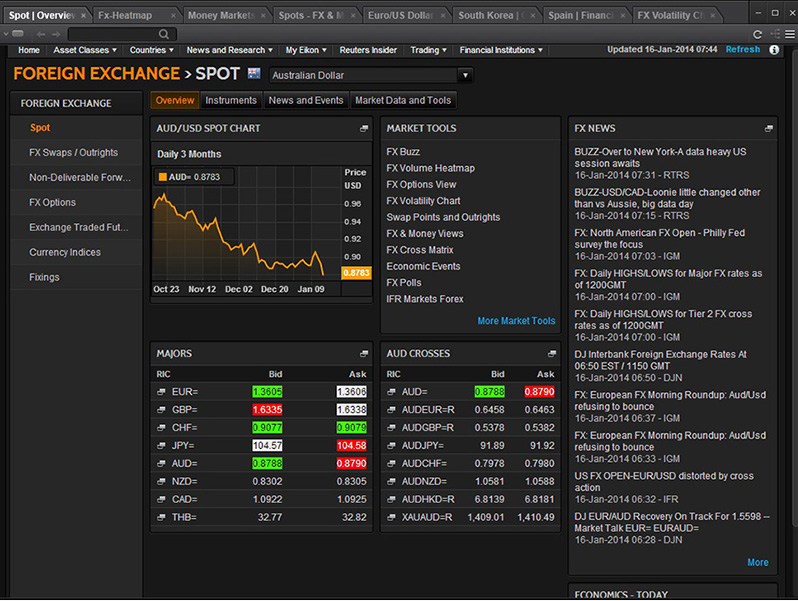 Spot | Overview
Fx-Heatmap
Money Markets
Spots - FX & M
Euro/US Dollar
South Korea |
Spain | Financi
FX Volatility C
Home Asset Classes Countries News and Research My Eikon Reuters Insider Trading Financial Institutions Updated 16-Jan-2014 07:44 Refresh
FOREIGN EXCHANGE > SPOT
Australian Dollar
FOREIGN EXCHANGE
Spot
FX Swaps / Outrights
Non-Deliverable Forw...
FX Options
Exchange Traded Fut...
Currency Indices
Fixings
Overview Instruments News and Events Market Data and Tools
AUD/USD SPOT CHART
Daily 3 Months
AUD= 0.8783
Price
USD
0.96
0.94
0.92
0.90
0.8783
Oct 23 Nov 12 Dec 02 Dec 20 Jan 09
MARKET TOOLS
FX Buzz
FX Volume Heatmap
FX Options View
FX Volatility Chart
Swap Points and Outrights
FX & Money Views
FX Cross Matrix
Economic Events
FX Polls
IFR Markets Forex
More Market Tools
MAJORS
RIC Bid Ask
EUR= 1.3605 1.3606
GBP= 1.6335 1.6338
CHF= 0.9077 0.9079
JPY= 104.57 104.58
AUD= 0.8788 0.8790
NZD= 0.8302 0.8305
CAD= 1.0922 1.0925
THB= 32.77 32.82
AUD CROSSES
RIC Bid Ask
AUD= 0.8788 0.8790
AUDEUR=R 0.6458 0.6463
AUDGBP=R 0.5378 0.5382
AUDJPY= 91.89 91.92
AUDCHF= 0.7978 0.7980
AUDNZD= 1.0581 1.0588
AUDHKD=R 6.8139 6.8181
XAUAUD=R 1,409.01 1,410.49
FX NEWS
BUZZ-Over to New York-A data heavy US
session awaits
16-Jan-2014 07:31 - RTRS
BUZZ-USD/CAD-Loonie little changed other
than vs Aussie, big data day
16-Jan-2014 07:15 - RTRS
FX: North American FX Open - Philly Fed
survey the focus
16-Jan-2014 07:03 - IGM
FX: Daily HIGHS/LOWS for Major FX rates as
of 1200GMT
16-Jan-2014 07:00 - IGM
FX: Daily HIGHS/LOWS for Tier 2 FX cross
rates as of 1200GMT
16-Jan-2014 07:00 - IGM
DJ Interbank Foreign Exchange Rates At
06:50 EST / 1150 GMT
16-Jan-2014 06:50 - DJN
FX: European FX Morning Roundup: Aud/Usd
refusing to bounce
16-Jan-2014 06:37 - IGM
FX: European FX Morning Roundup: Aud/Usd
refusing to bounce
16-Jan-2014 06:33 - IGM
US FX OPEN-EUR/USD distorted by cross
action
16-Jan-2014 06:32 - IFR
DJ EUR/AUD Recovery On Track For 1.5598 --
Market Talk EUR= EURAUD=
16-Jan-2014 06:28 - DJN
More
ECONOMICS - TODAY